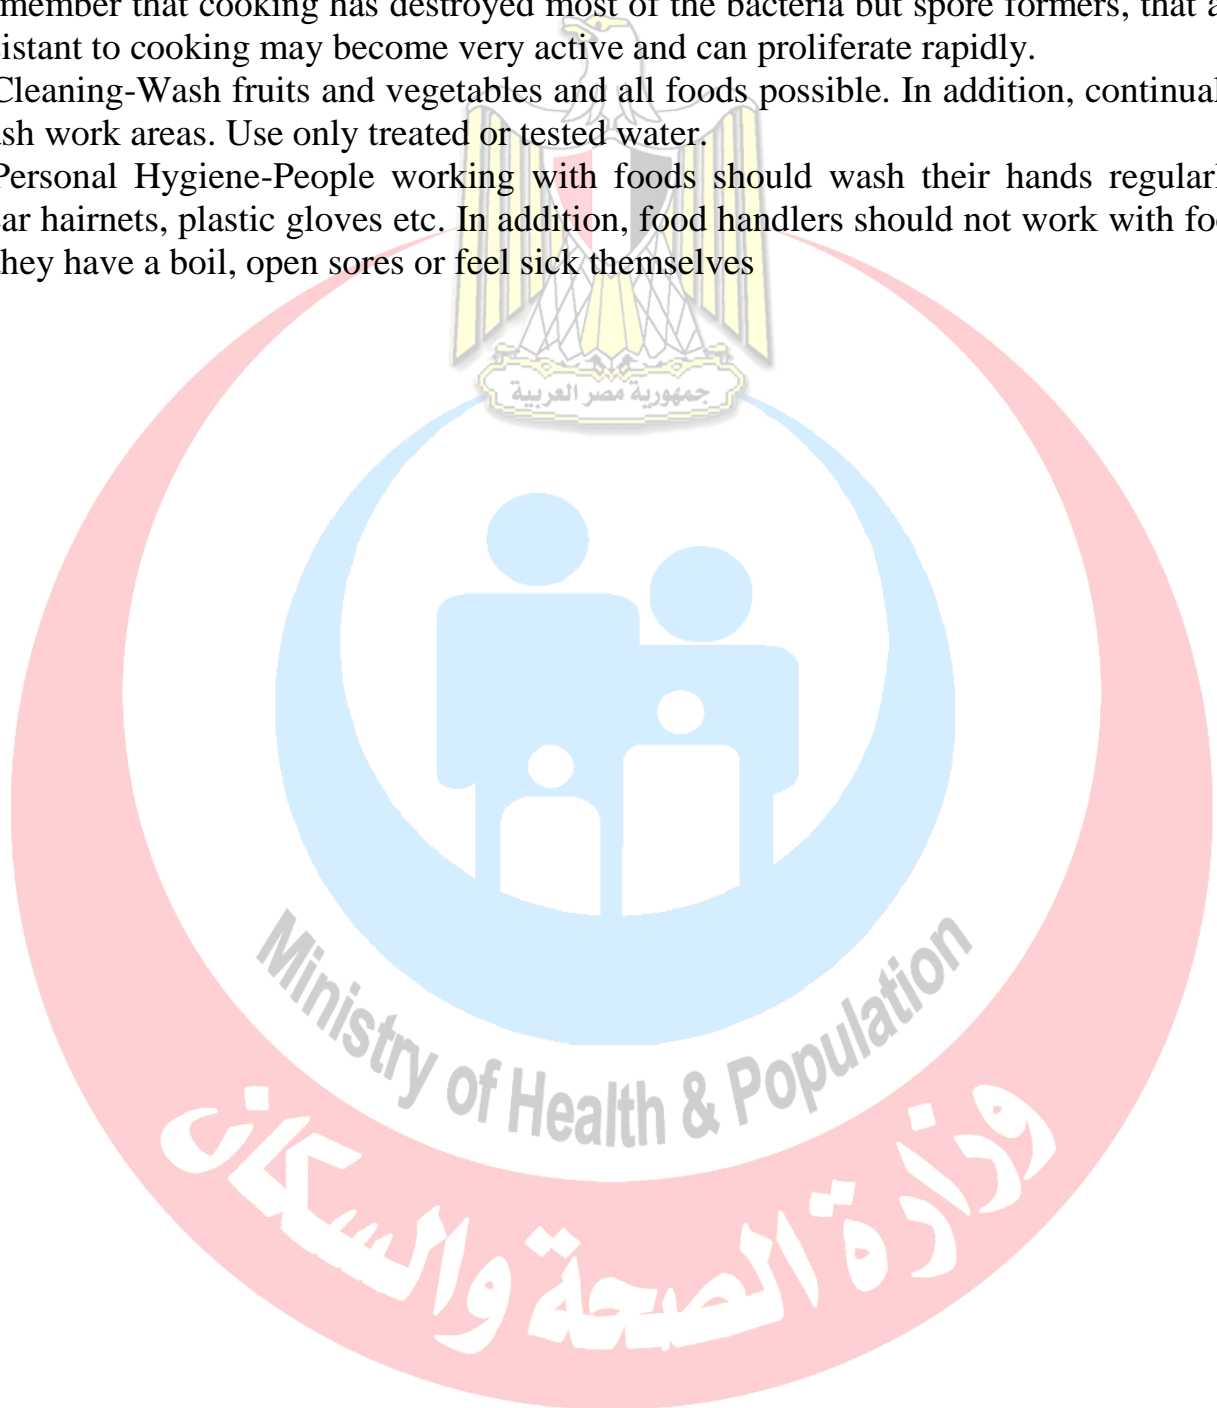 member that cooking has destroyed most of the bacteria but spore formers, that a
istant to cooking may become very active and can proliferate rapidly.
Cleaning-Wash fruits and vegetables and all foods possible. In addition, continual
sh work areas. Use only treated or tested water.
Personal Hygiene-People working with foods should wash their hands regularl
ar hairnets, plastic gloves etc. In addition, food handlers should not work with foo
they have a boil, open sores or feel sick themselves
جمهورية مصر العربية
Ministry of Health & Population
وزارة الصحة والسكان